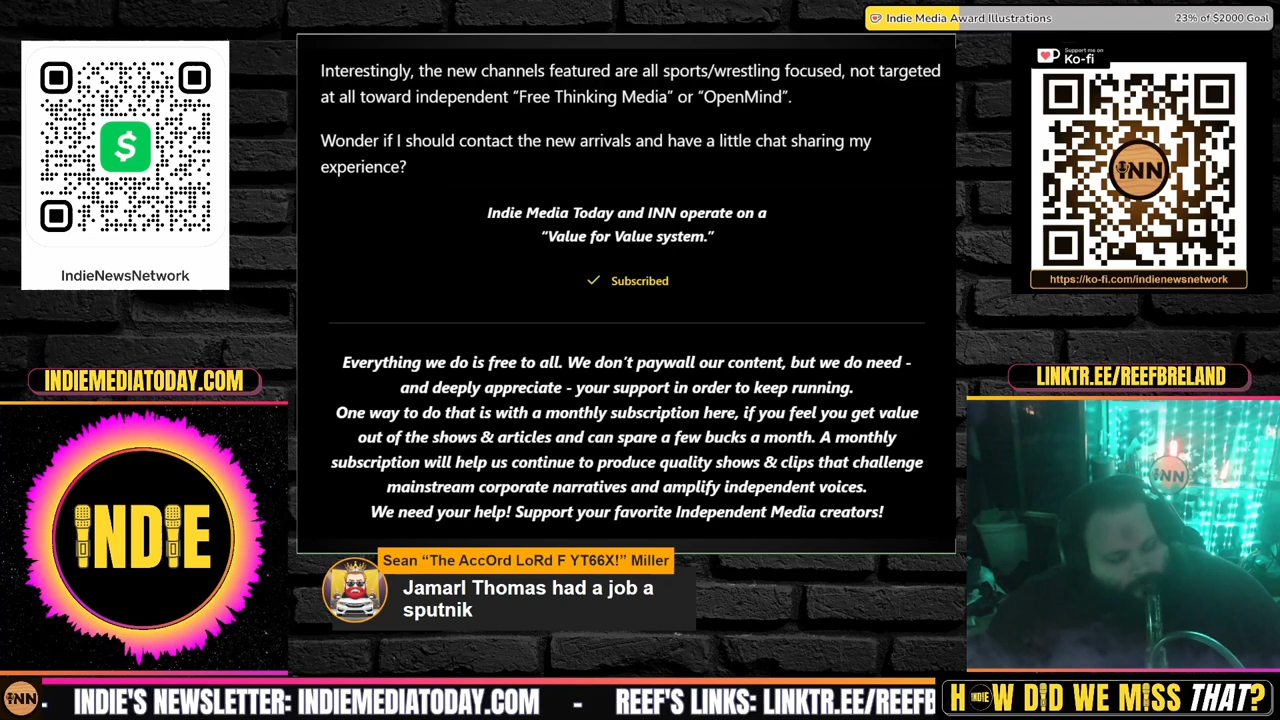 Indie Media Award Illustrations
23% of $2000 Goal
$
IndieNewsNetwork
Interestingly, the new channels featured are all sports/wrestling focused, not targeted
at all toward independent “Free Thinking Media” or “OpenMind”.
Wonder if I should contact the new arrivals and have a little chat sharing my
experience?
Indie Media Today and INN operate on a
“Value for Value system.”
Subscribed
Everything we do is free to all. We don’t paywall our content, but we do need -
and deeply appreciate - your support in order to keep running.
One way to do that is with a monthly subscription here, if you feel you get value
out of the shows & articles and can spare a few bucks a month. A monthly
subscription will help us continue to produce quality shows & clips that challenge
mainstream corporate narratives and amplify independent voices.
We need your help! Support your favorite Independent Media creators!
Support me on
Ko-fi
INN
https://ko-fi.com/indienewsnetwork
INDIEMEDIATODAY.COM
LINKTR.EE/REEFBRELAND
INDIE
INN
Sean “The AccOrd LoRd F YT66X!” Miller
Jamarl Thomas had a job a
sputnik
INN
- INDIE'S NEWSLETTER: INDIEMEDIATODAY.COM - REEF'S LINKS: LINKTR.EE/REEFB
HOW DID WE MISS THAT?
INDIE